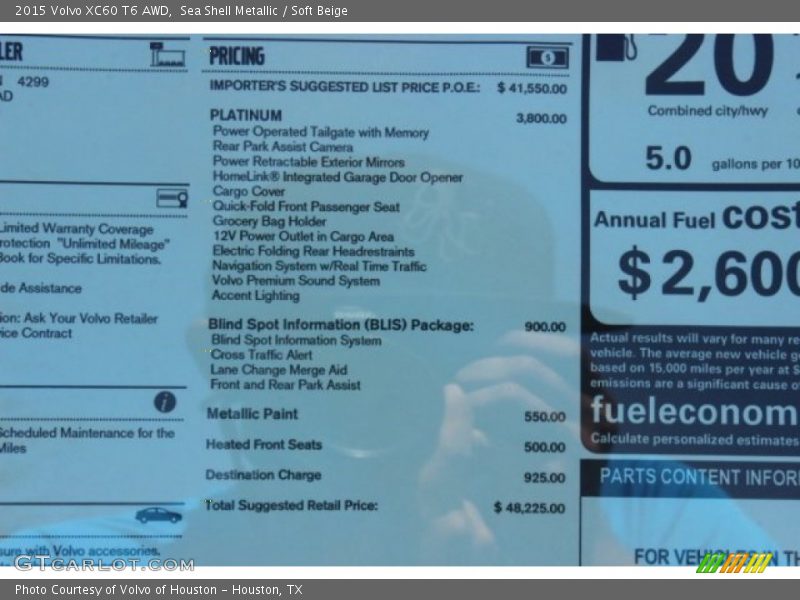 2015 Volvo XC60 T6 AWD, Sea Shell Metallic / Soft Beige
LER
4299
AD
Limited Warranty Coverage
rotection "Unlimited Mileage"
Book for Specific Limitations.
de Assistance
ion: Ask Your Volvo Retailer
vice Contract
Scheduled Maintenance for the
Miles
sure with Volvo accessories.
PRICING
IMPORTER'S SUGGESTED LIST PRICE P.O.E.: $ 41,550.00
PLATINUM 3,800.00
Power Operated Tailgate with Memory
Rear Park Assist Camera
Power Retractable Exterior Mirrors
HomeLink® Integrated Garage Door Opener
Cargo Cover
Quick-Fold Front Passenger Seat
Grocery Bag Holder
12V Power Outlet in Cargo Area
Electric Folding Rear Headrestraints
Navigation System w/Real Time Traffic
Volvo Premium Sound System
Accent Lighting
Blind Spot Information (BLIS) Package: 900.00
Blind Spot Information System
Cross Traffic Alert
Lane Change Merge Aid
Front and Rear Park Assist
Metallic Paint 550.00
Heated Front Seats 500.00
Destination Charge 925.00
Total Suggested Retail Price: $ 48,225.00
20
Combined city/hwy
5.0 gallons per 10
Annual Fuel cost
$2,600
Actual results will vary for many re
vehicle. The average new vehicle g
based on 15,000 miles per year at $
emissions are a significant cause of
fueleconom
Calculate personalized estimates
PARTS CONTENT INFOR
FOR VEHICLES IN TH
GTCarLot.com
Photo Courtesy of Volvo of Houston - Houston, TX